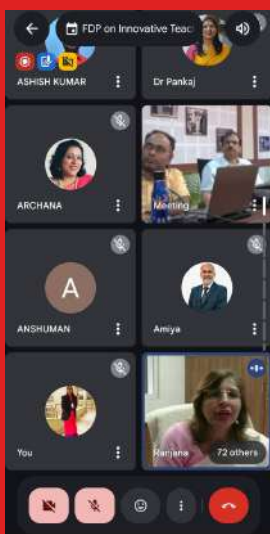 FDP on Innovative Teac
ASHISH KUMAR
Dr Pankaj
ARCHANA
Meeting
A
ANSHUMAN
Amiya
You
Ranjana
72 others